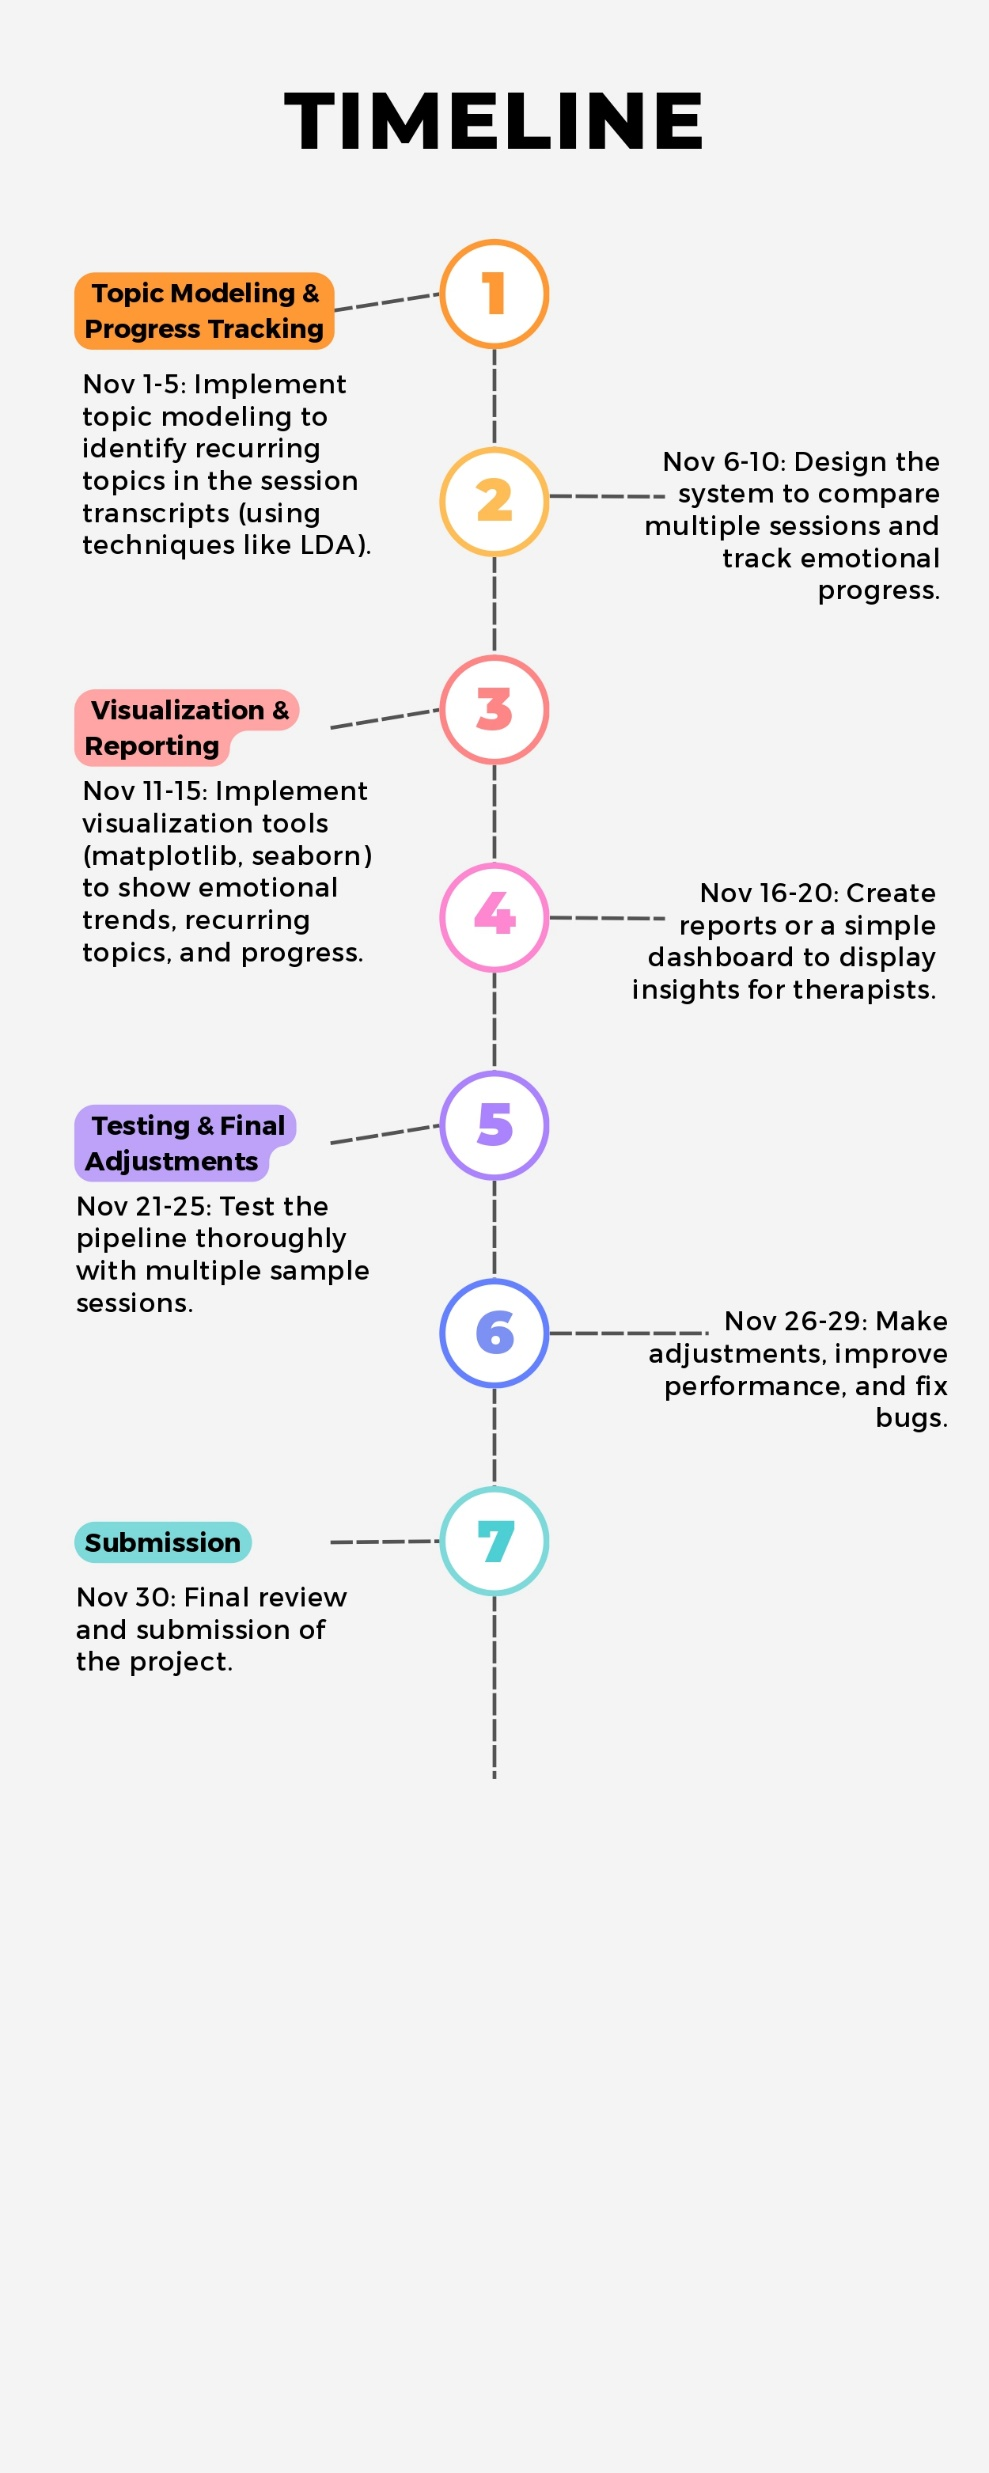 TIMELINE
1
Topic Modeling &
Progress Tracking
Nov 1-5: Implement
topic modeling to
identify recurring
topics in the session
transcripts (using
techniques like LDA).
2
Nov 6-10: Design the
system to compare
multiple sessions and
track emotional
progress.
3
Visualization &
Reporting
Nov 11-15: Implement
visualization tools
(matplotlib, seaborn)
to show emotional
trends, recurring
topics, and progress.
4
Nov 16-20: Create
reports or a simple
dashboard to display
insights for therapists.
5
Testing & Final
Adjustments
Nov 21-25: Test the
pipeline thoroughly
with multiple sample
sessions.
6
Nov 26-29: Make
adjustments, improve
performance, and fix
bugs.
7
Submission
Nov 30: Final review
and submission of
the project.